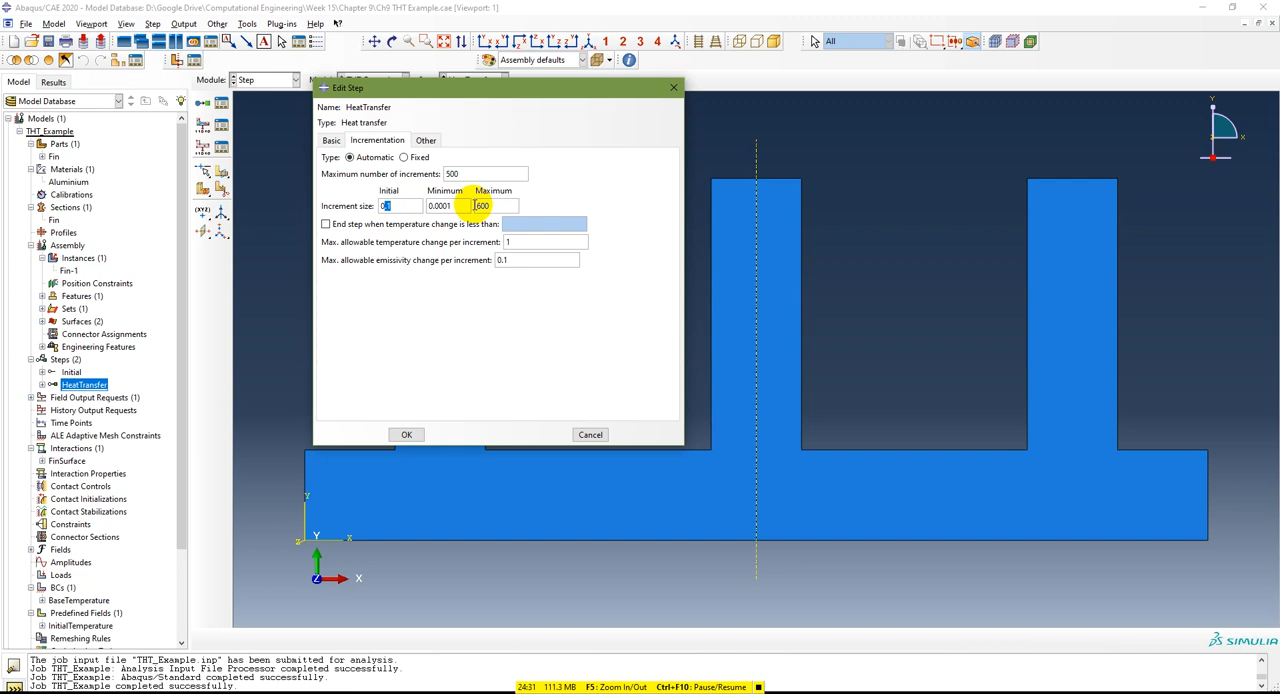 Abaqus/CAE 2020 - Model Database: D:\Google Drive\Computational Engineering\Week 15\Chapter 9\Ch9 THT Example.cae [Viewport: 1]
File Model Viewport View Step Output Other Tools Plug-ins Help
All
Assembly defaults
Model Results
Module: Step
Model Database
Models (1)
THT_Example
Parts (1)
Fin
Materials (1)
Aluminium
Calibrations
Sections (1)
Fin
Assembly
Instances (1)
Fin-1
Position Constraints
Features (1)
Sets (1)
Surfaces (2)
Connector Assignments
Engineering Features
Steps (2)
Initial
HeatTransfer
Field Output Requests (1)
History Output Requests
Time Points
ALE Adaptive Mesh Constraints
Interactions (1)
FinSurface
Interaction Properties
Contact Controls
Contact Initializations
Contact Stabilizations
Constraints
Connector Sections
Fields
Amplitudes
Loads
BCs (1)
BaseTemperature
Predefined Fields (1)
InitialTemperature
Remeshing Rules
Edit Step
Name: HeatTransfer
Type: Heat transfer
Basic Incrementation Other
Type: Automatic Fixed
Maximum number of increments: 500
Initial Minimum Maximum
Increment size: 0.1 0.0001 600
End step when temperature change is less than:
Max. allowable temperature change per increment: 1
Max. allowable emissivity change per increment: 0.1
OK Cancel
Y
X
Y
X
Y
X
Z
Z
1 2 3 4
SIMULIA
The job input file "THT_Example.inp" has been submitted for analysis.
Job THT_Example: Analysis Input File Processor completed successfully.
Job THT_Example: Abaqus/Standard completed successfully.
Job THT_Example completed successfully.
24:31 111.3 MB F5: Zoom In/Out Ctrl+F10: Pause/Resume